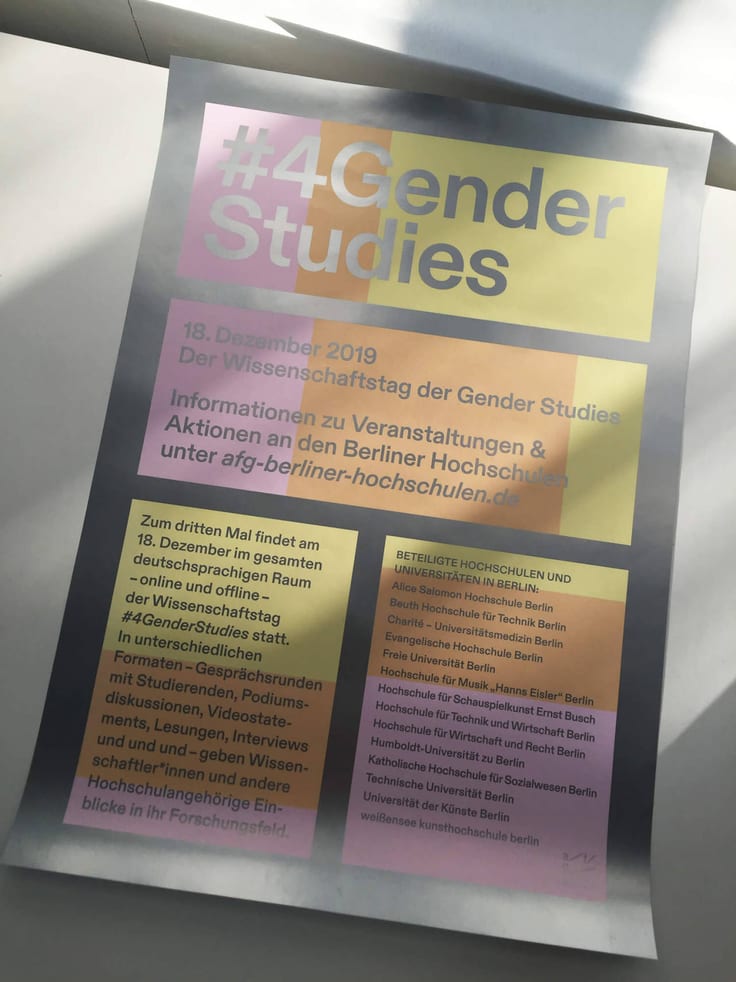 #4Gender
Studies
18. Dezember 2019
Der Wissenschaftstag der Gender Studies
Informationen zu Veranstaltungen &
Aktionen an den Berliner Hochschulen
unter afg-berliner-hochschulen.de
Zum dritten Mal findet am
18. Dezember im gesamten
deutschsprachigen Raum
– online und offline –
der Wissenschaftstag
#4GenderStudies statt.
In unterschiedlichen
Formaten – Gesprächsrunden
mit Studierenden, Podiums-
diskussionen, Videostate-
ments, Lesungen, Interviews
und und und – geben Wissen-
schaftler*innen und andere
Hochschulangehörige Ein-
blicke in ihr Forschungsfeld.
BETEILIGTE HOCHSCHULEN UND
UNIVERSITÄTEN IN BERLIN:
Alice Salomon Hochschule Berlin
Beuth Hochschule für Technik Berlin
Charité – Universitätsmedizin Berlin
Evangelische Hochschule Berlin
Freie Universität Berlin
Hochschule für Musik „Hanns Eisler“ Berlin
Hochschule für Schauspielkunst Ernst Busch
Hochschule für Technik und Wirtschaft Berlin
Hochschule für Wirtschaft und Recht Berlin
Humboldt-Universität zu Berlin
Katholische Hochschule für Sozialwesen Berlin
Technische Universität Berlin
Universität der Künste Berlin
weißensee kunsthochschule berlin